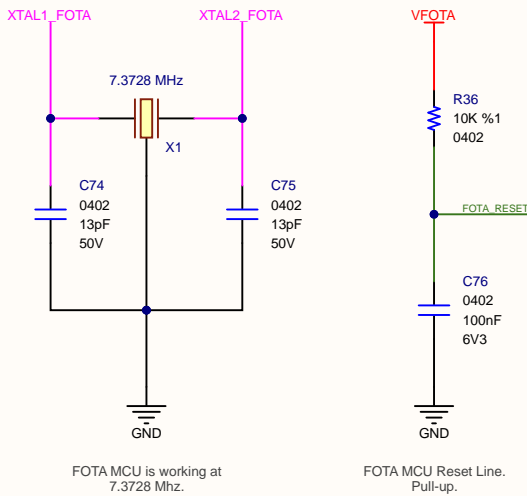 XTAL1_FOTA
XTAL2_FOTA
7.3728 MHz
X1
C74
0402
13pF
50V
C75
0402
13pF
50V
GND
FOTA MCU is working at
7.3728 Mhz.
VFOTA
R36
10K %1
0402
FOTA_RESET
C76
0402
100nF
6V3
GND
FOTA MCU Reset Line.
Pull-up.